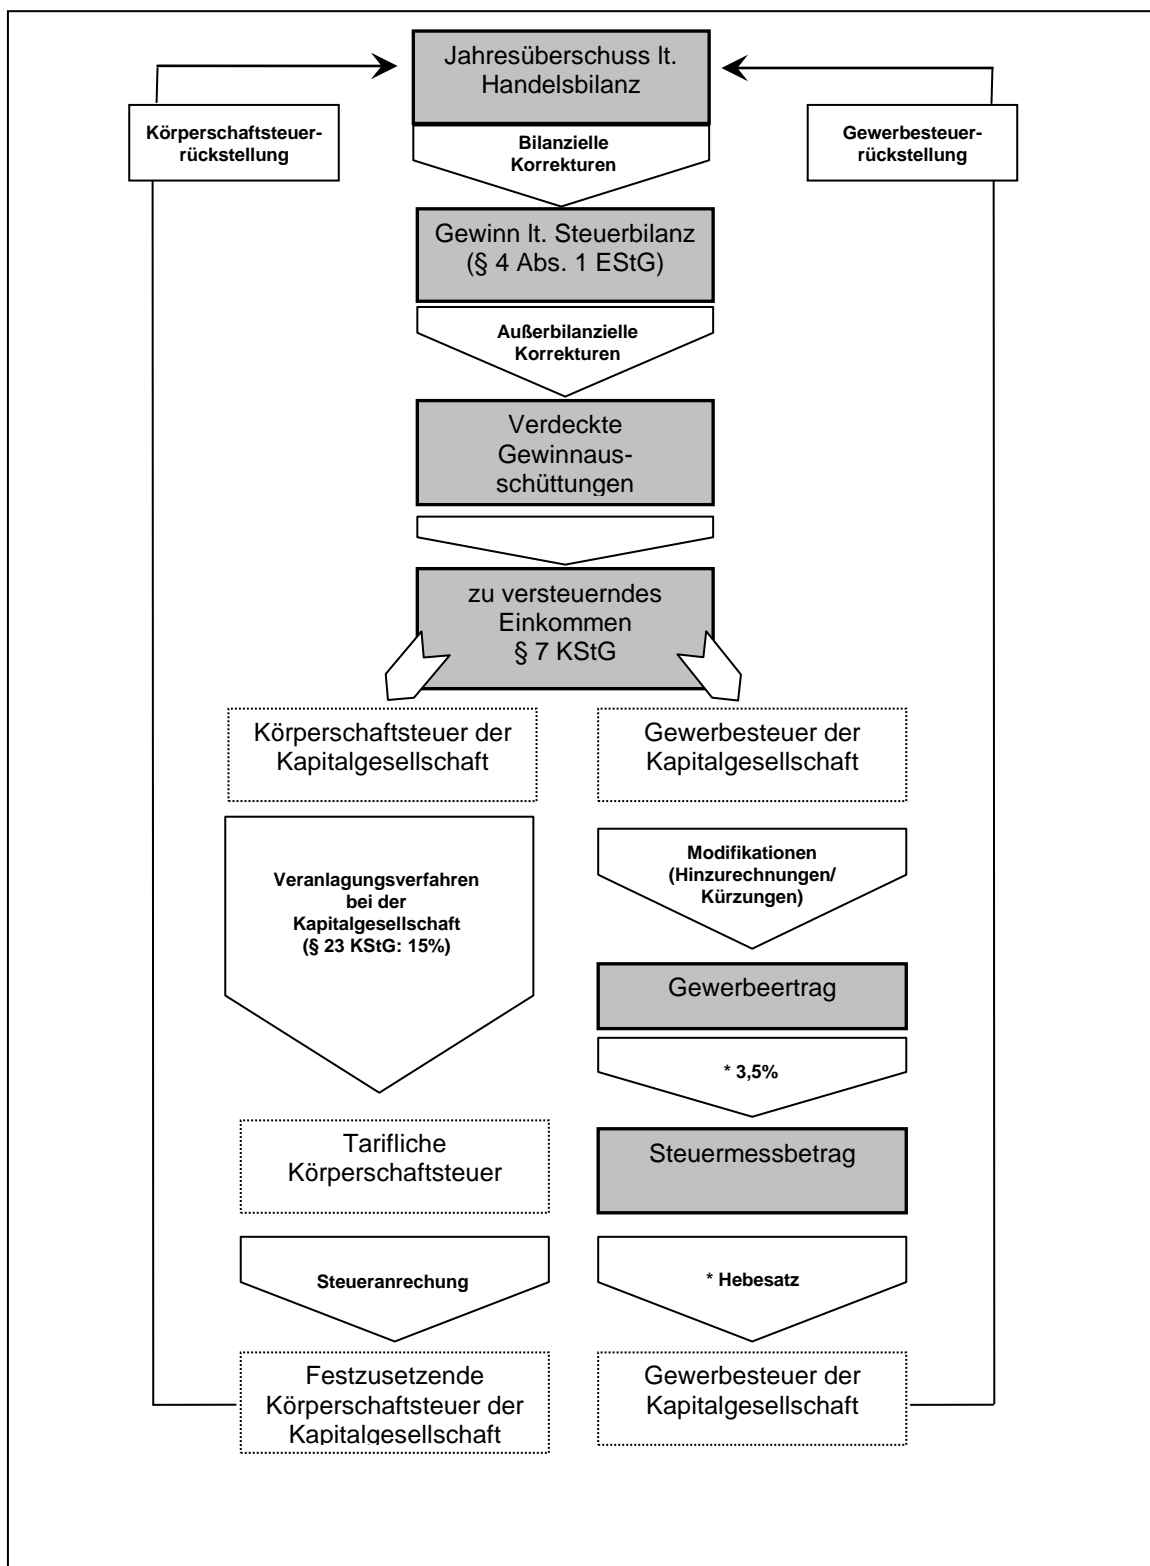 Jahresüberschuss lt.
Handelsbilanz
Körperschaftsteuer-
rückstellung
Gewerbesteuer-
rückstellung
Bilanzielle
Korrekturen
Gewinn lt. Steuerbilanz
(§ 4 Abs. 1 EStG)
Außerbilanzielle
Korrekturen
Verdeckte
Gewinnaus-
schüttungen
zu versteuerndes
Einkommen
§ 7 KStG
Körperschaftsteuer der
Kapitalgesellschaft
Gewerbesteuer der
Kapitalgesellschaft
Veranlagungsverfahren
bei der
Kapitalgesellschaft
(§ 23 KStG: 15%)
Modifikationen
(Hinzurechnungen/
Kürzungen)
Gewerbeertrag
* 3,5%
Tarifliche
Körperschaftsteuer
Steuermessbetrag
Steueranrechung
* Hebesatz
Festzusetzende
Körperschaftsteuer der
Kapitalgesellschaft
Gewerbesteuer der
Kapitalgesellschaft